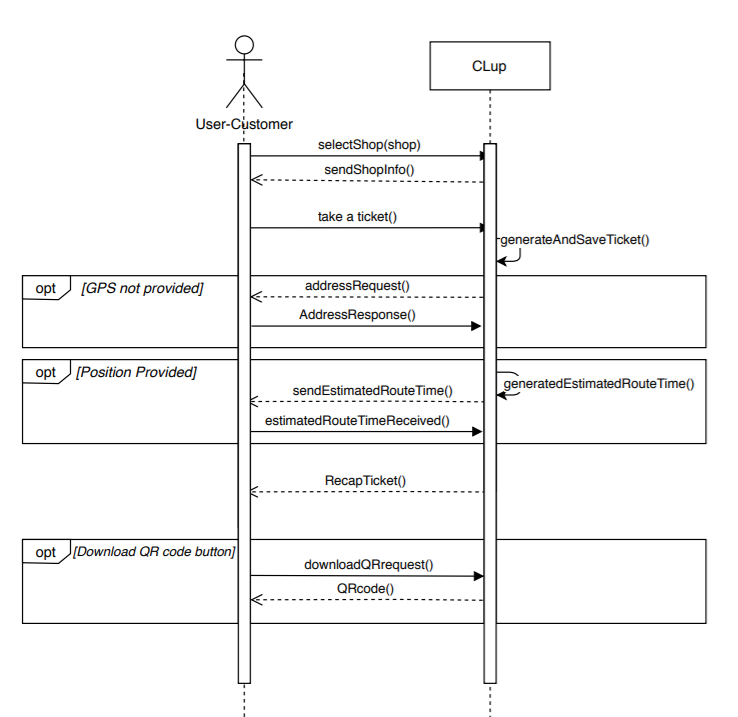 CLup
User-Customer
selectShop(shop)
sendShopInfo()
take a ticket()
generateAndSaveTicket()
opt [GPS not provided]
addressRequest()
AddressResponse()
opt [Position Provided]
generatedEstimatedRouteTime()
sendEstimatedRouteTime()
estimatedRouteTimeReceived()
RecapTicket()
opt [Download QR code button]
downloadQRrequest()
QRcode()